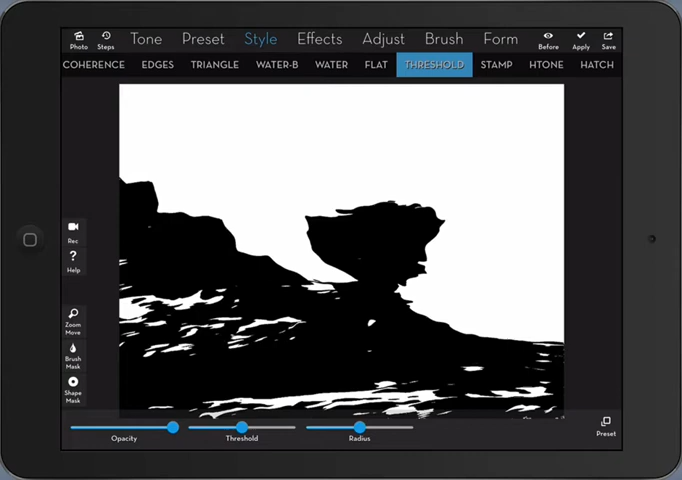 Photo Steps Tone Preset Style Effects Adjust Brush Form Before Apply Save
COHERENCE EDGES TRIANGLE WATER-B WATER FLAT THRESHOLD STAMP HTONE HATCH
Rec
?
Help
Zoom
Move
Brush
Mask
Shape
Mask
Opacity Threshold Radius Preset